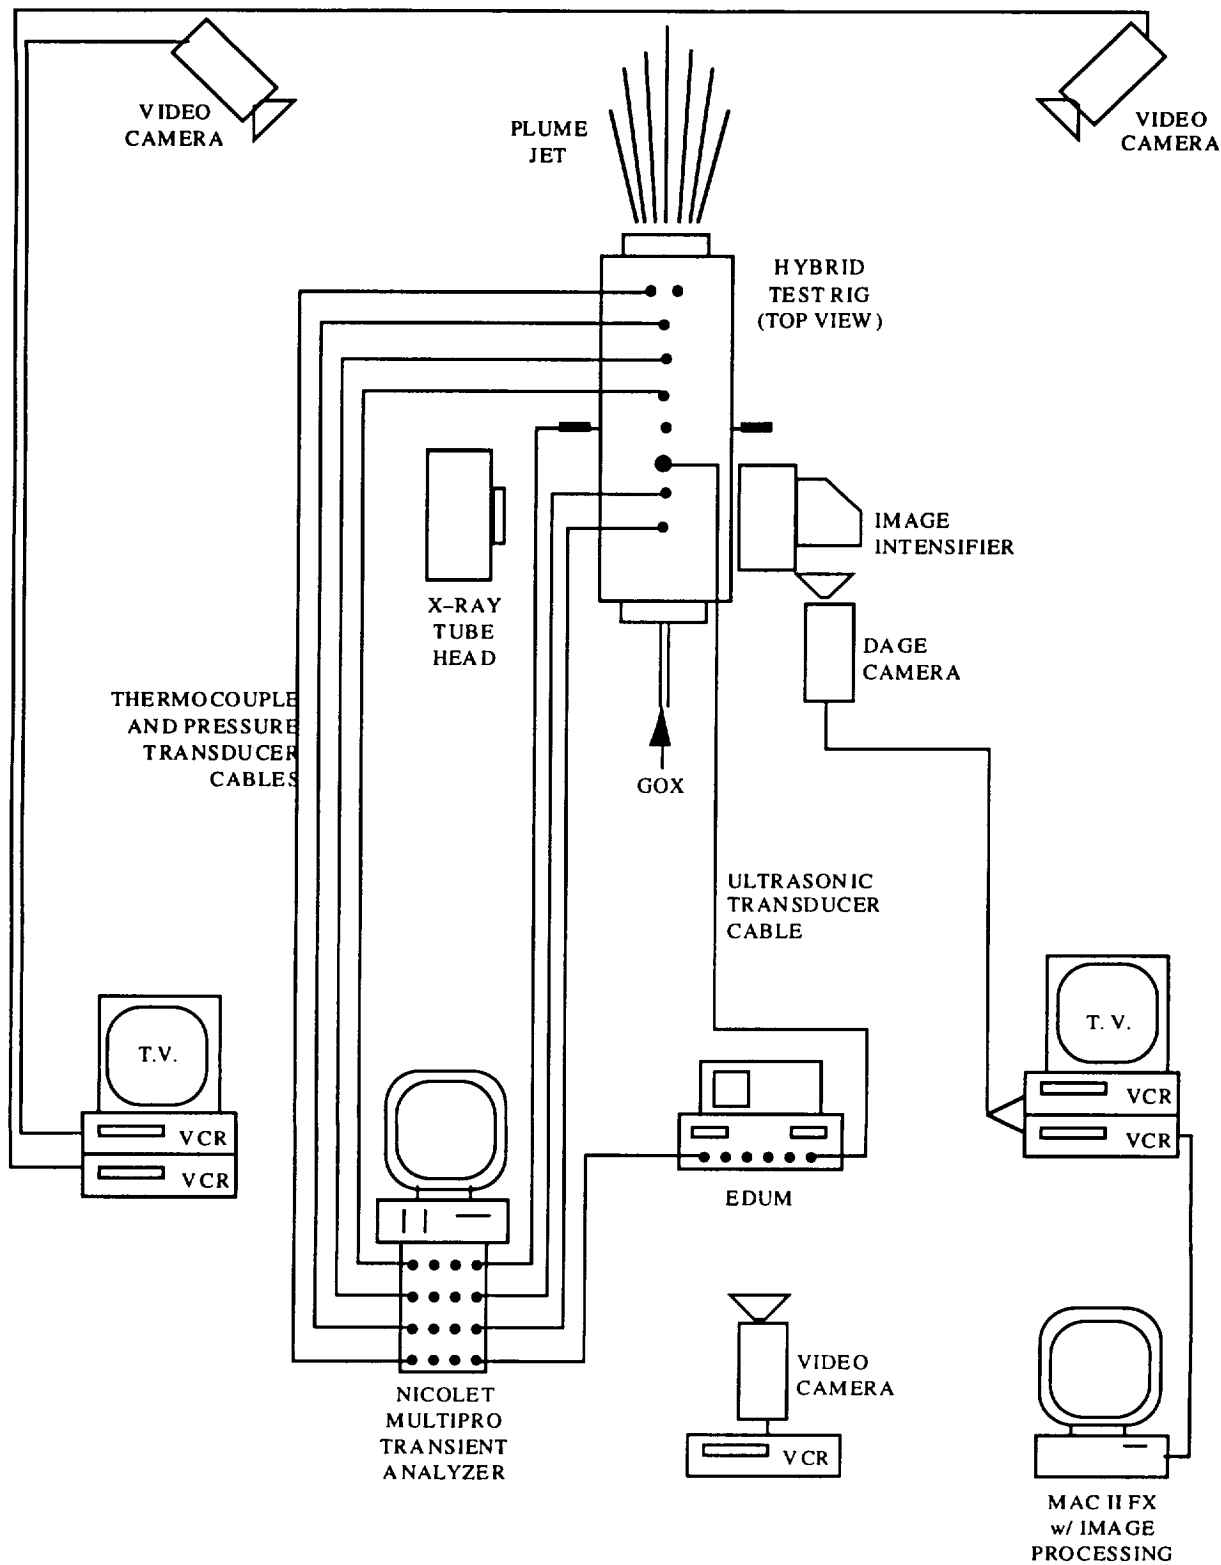 VIDEO
CAMERA
PLUME
JET
VIDEO
CAMERA
HYBRID
TEST RIG
(TOP VIEW)
IMAGE
INTENSIFIER
X-RAY
TUBE
HEAD
DAGE
CAMERA
THERMOCOUPLE
AND PRESSURE
TRANSDUCER
CABLES
GOX
ULTRASONIC
TRANSDUCER
CABLE
T.V.
VCR
VCR
T. V.
VCR
VCR
EDUM
NICOLET
MULTIPRO
TRANSIENT
ANALYZER
VIDEO
CAMERA
VCR
MAC II FX
w/ IMAGE
PROCESSING